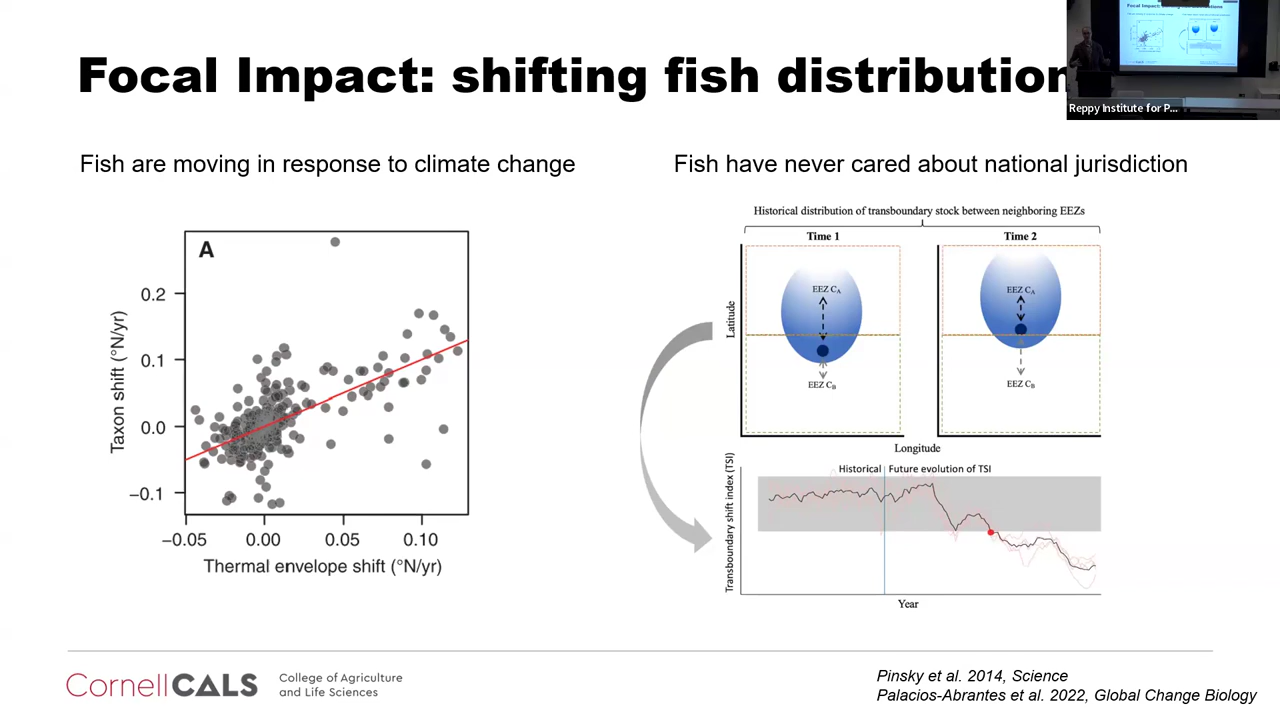 Focal Impact: shifting fish distribution
Reppy Institute for P...
Fish are moving in response to climate change
Fish have never cared about national jurisdiction
A
Taxon shift (°N/yr)
0.2
0.1
0.0
−0.1
−0.05
0.00
0.05
0.10
Thermal envelope shift (°N/yr)
Historical distribution of transboundary stock between neighboring EEZs
Time 1
Time 2
Latitude
EEZ CA
EEZ CB
EEZ CA
EEZ CB
Longitude
Historical
Future evolution of TSI
Transboundary shift index (TSI)
Year
CornellCALS
College of Agriculture
and Life Sciences
Pinsky et al. 2014, Science
Palacios-Abrantes et al. 2022, Global Change Biology